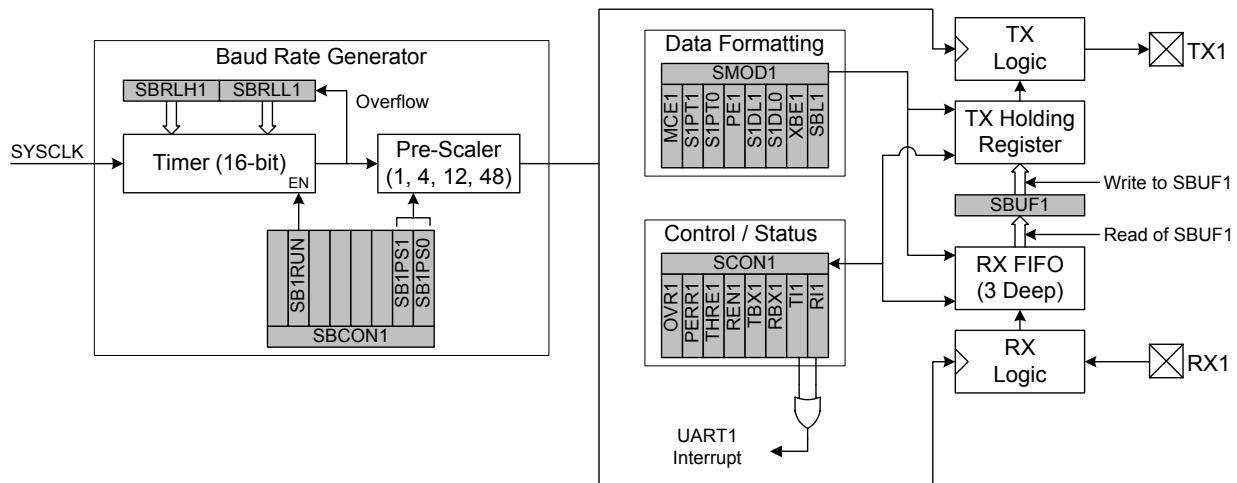 Baud Rate Generator
SBRLH1 SBRLL1
Overflow
SYSCLK
Timer (16-bit)
EN
Pre-Scaler
(1, 4, 12, 48)
SB1RUN
SB1PS1
SB1PS0
SBCON1
Data Formatting
SMOD1
MCE1
S1PT1
S1PT0
PE1
S1DL1
S1DL0
XBE1
SBL1
Control / Status
SCON1
OVR1
PERR1
THRE1
REN1
TBX1
RBX1
TI1
RI1
UART1
Interrupt
TX
Logic
TX1
TX Holding
Register
Write to SBUF1
SBUF1
Read of SBUF1
RX FIFO
(3 Deep)
RX
Logic
RX1